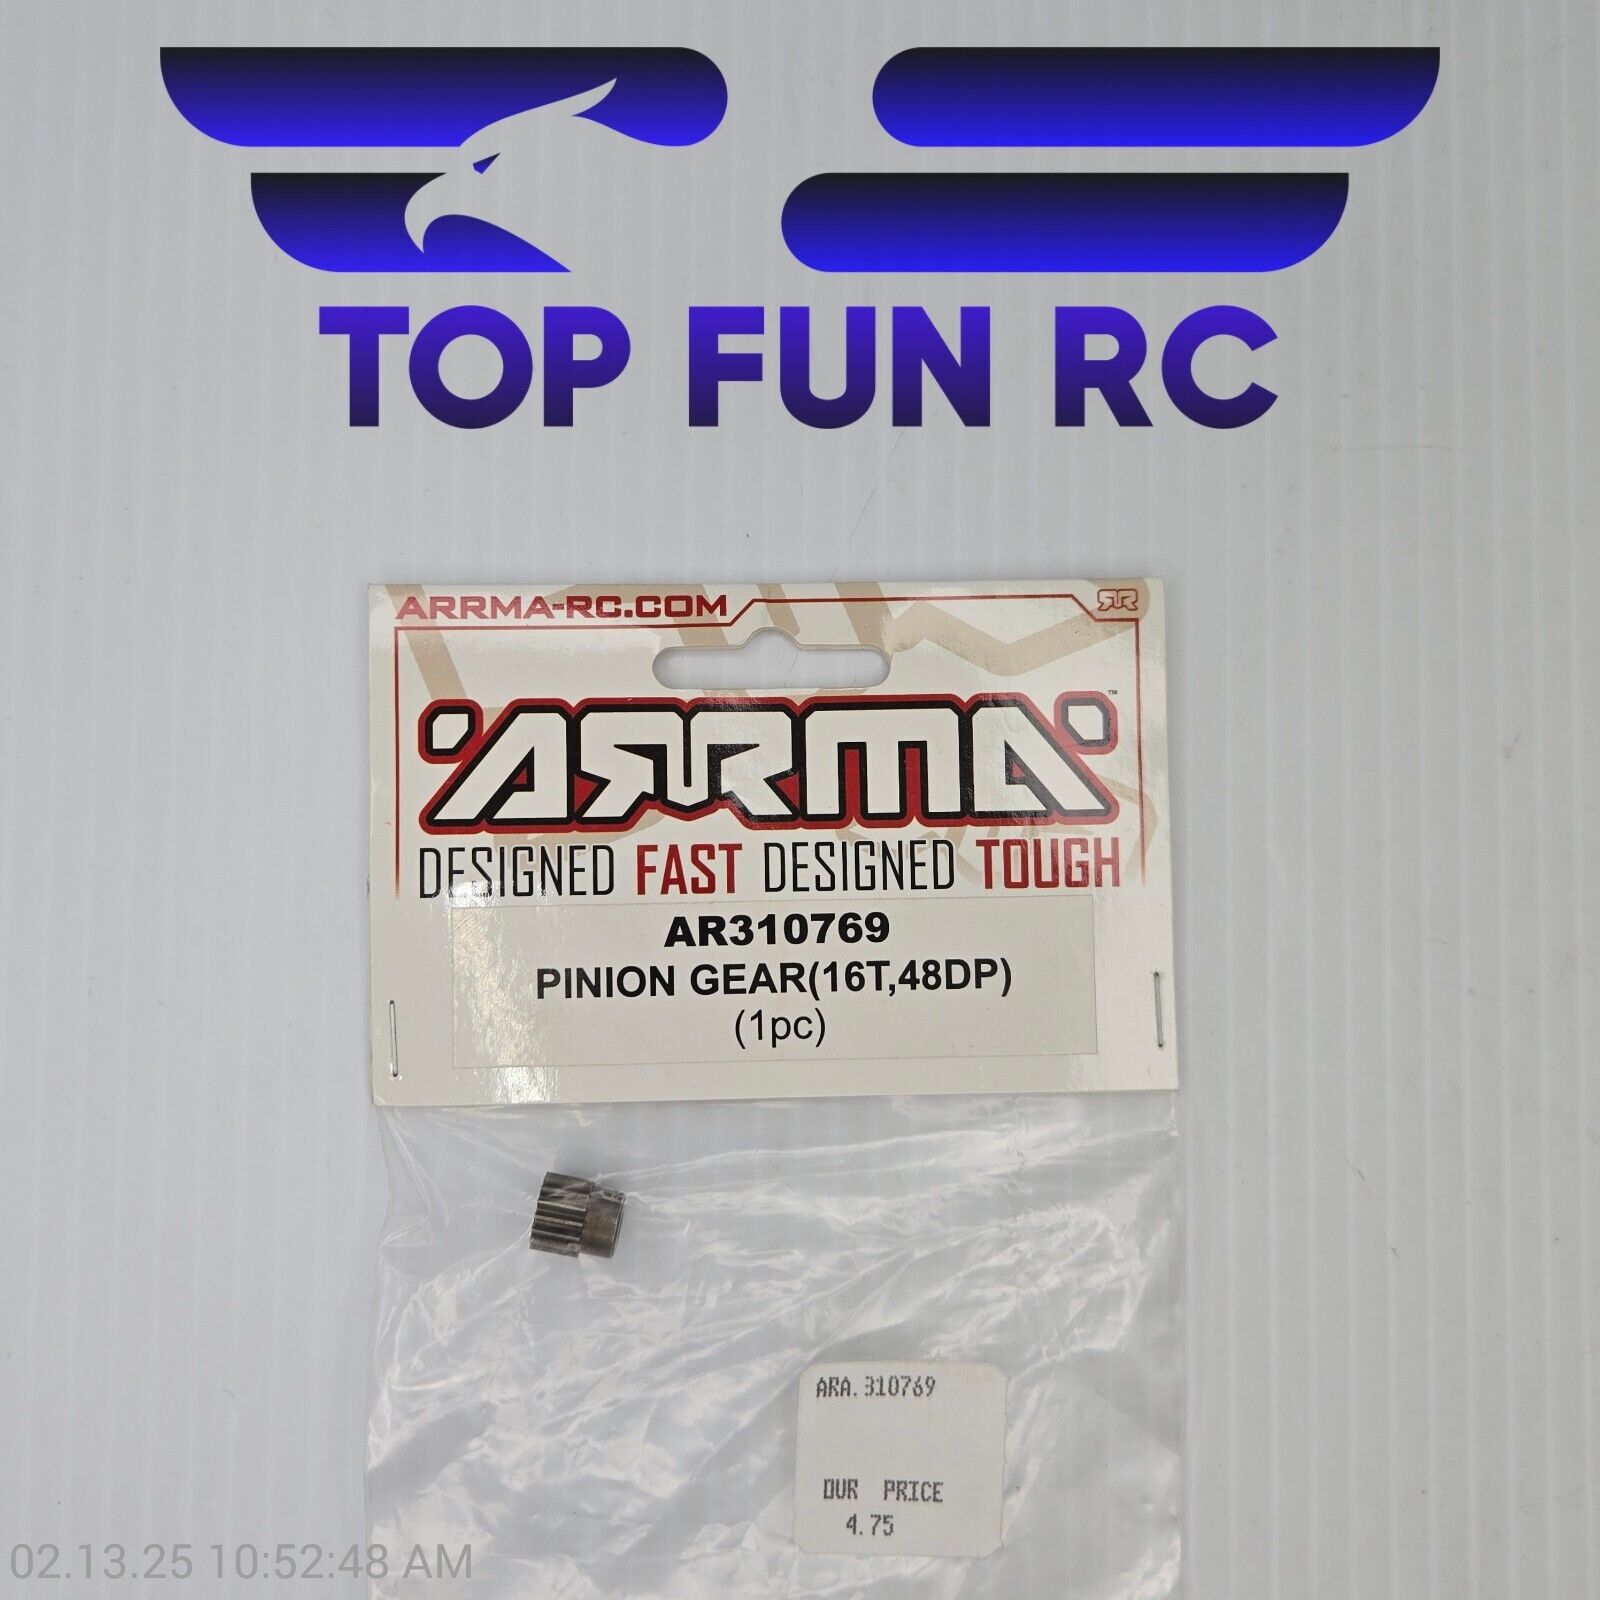 TOP FUN RC
ARRMA-RC.COM
ARRMA™
DESIGNED FAST DESIGNED TOUGH
AR310769
PINION GEAR(16T,48DP)
(1pc)
ARA.310769
OUR PRICE
4.75
02.13.25 10:52:48 AM